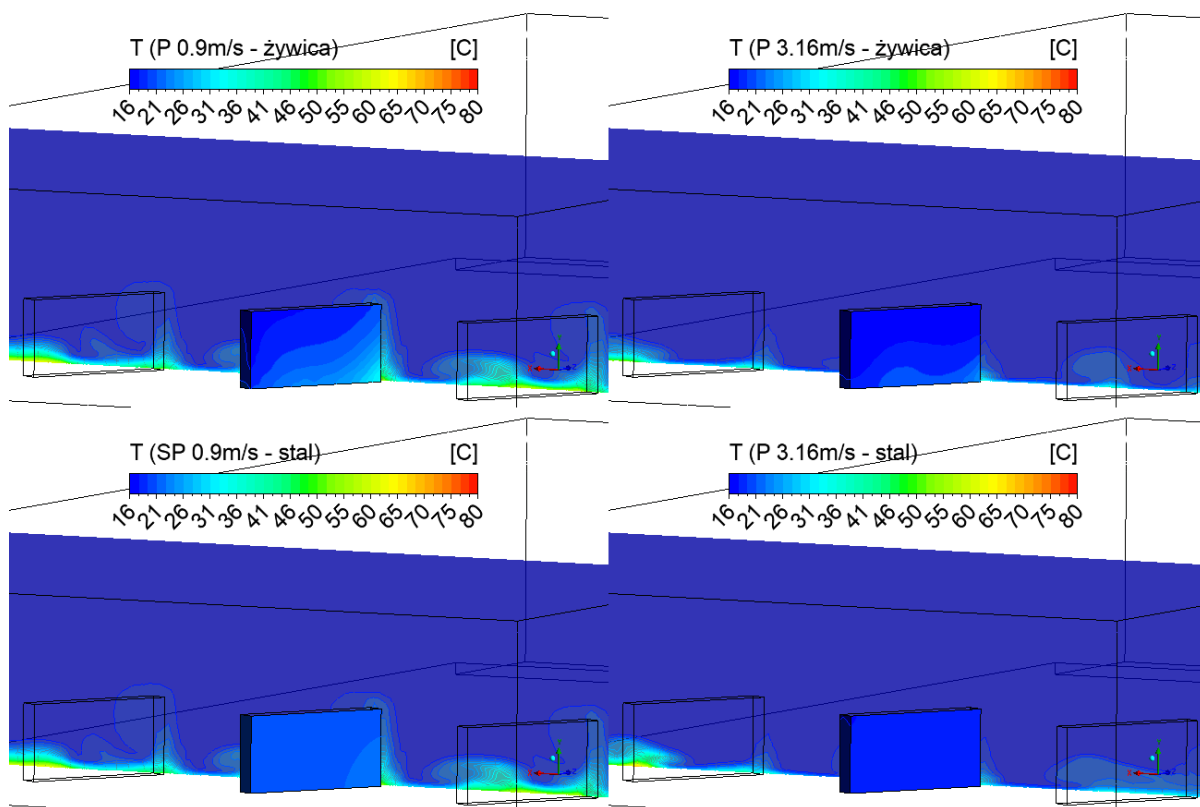 T (P 0.9m/s - żywica) [C]
16 21 26 31 36 41 46 50 55 60 65 70 75 80
T (P 3.16m/s - żywica) [C]
16 21 26 31 36 41 46 50 55 60 65 70 75 80
T (SP 0.9m/s - stal) [C]
16 21 26 31 36 41 46 50 55 60 65 70 75 80
T (P 3.16m/s - stal) [C]
16 21 26 31 36 41 46 50 55 60 65 70 75 80